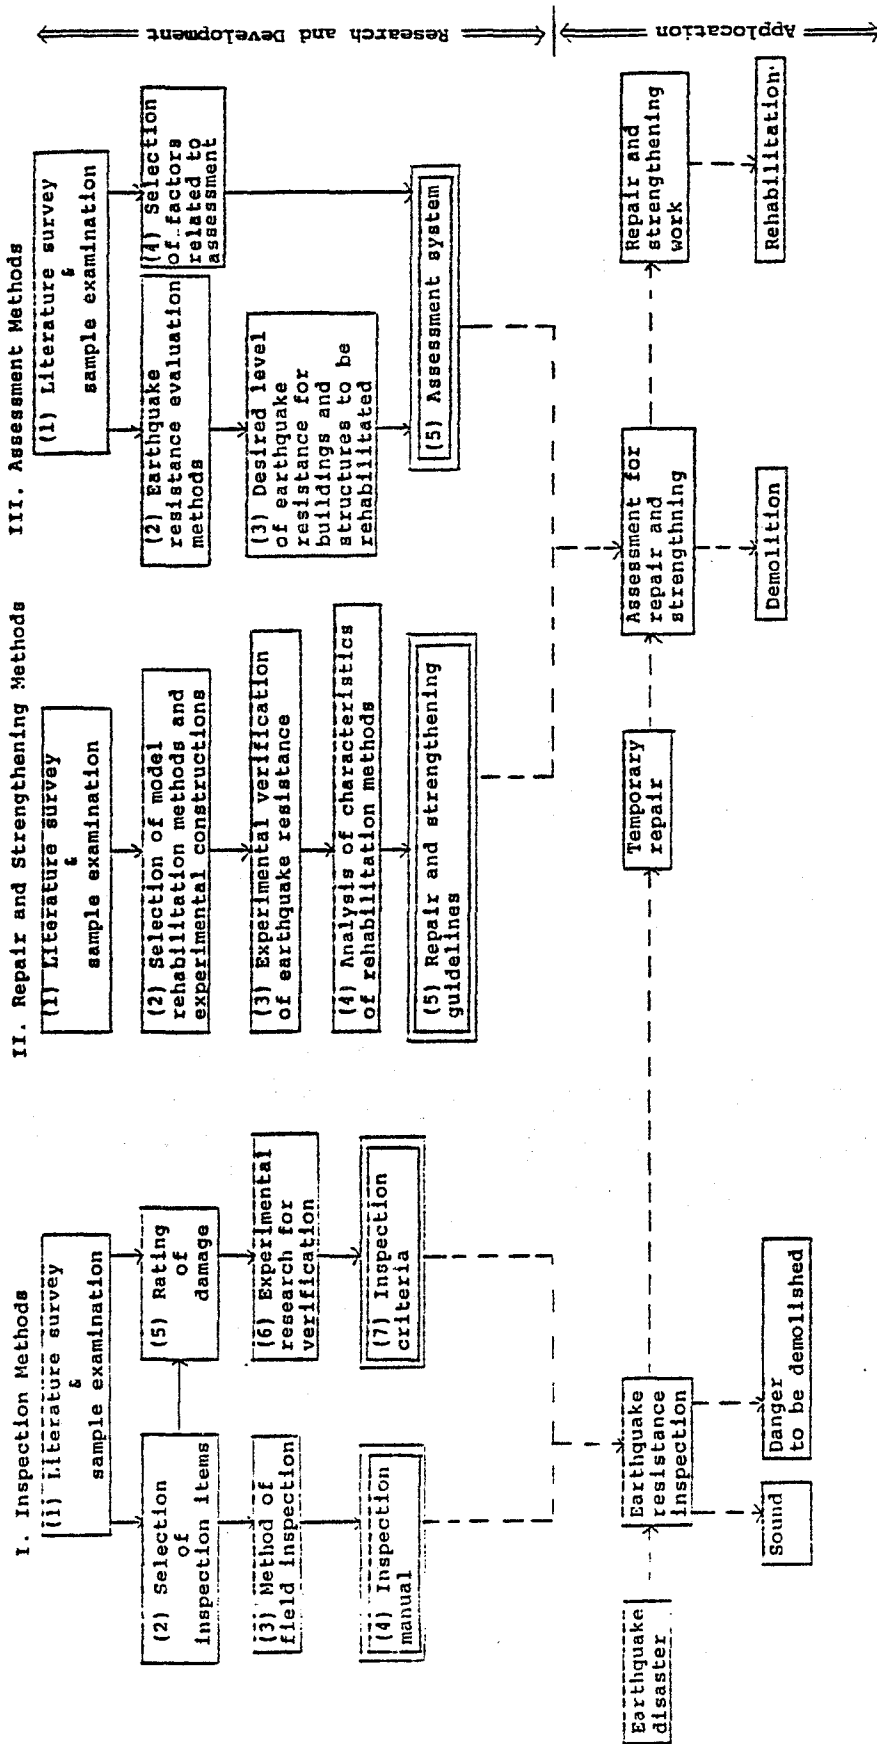 I. Inspection Methods
(1) Literature survey
&
sample examination
(2) Selection
of
inspection items
(3) Method of
field inspection
(4) Inspection
manual
(5) Rating
of
damage
(6) Experimental
research for
verification
(7) Inspection
criteria
II. Repair and Strengthening Methods
(1) Literature survey
&
sample examination
(2) Selection of model
rehabilitation methods and
experimental constructions
(3) Experimental verification
of earthquake resistance
(4) Analysis of characteristics
of rehabilitation methods
(5) Repair and strengthening
guidelines
III. Assessment Methods
(1) Literature survey
&
sample examination
(2) Earthquake
resistance evaluation
methods
(3) Desired level
of earthquake
resistance for
buildings and
structures to be
rehabilitated
(4) Selection
of factors
related to
assessment
(5) Assessment system
Research and Development
Applocation
Earthquake
disaster
Earthquake
resistance
inspection
Sound
Danger
to be demolished
Temporary
repair
Assessment for
repair and
strengthning
Demolition
Repair and
strengthening
work
Rehabilitation